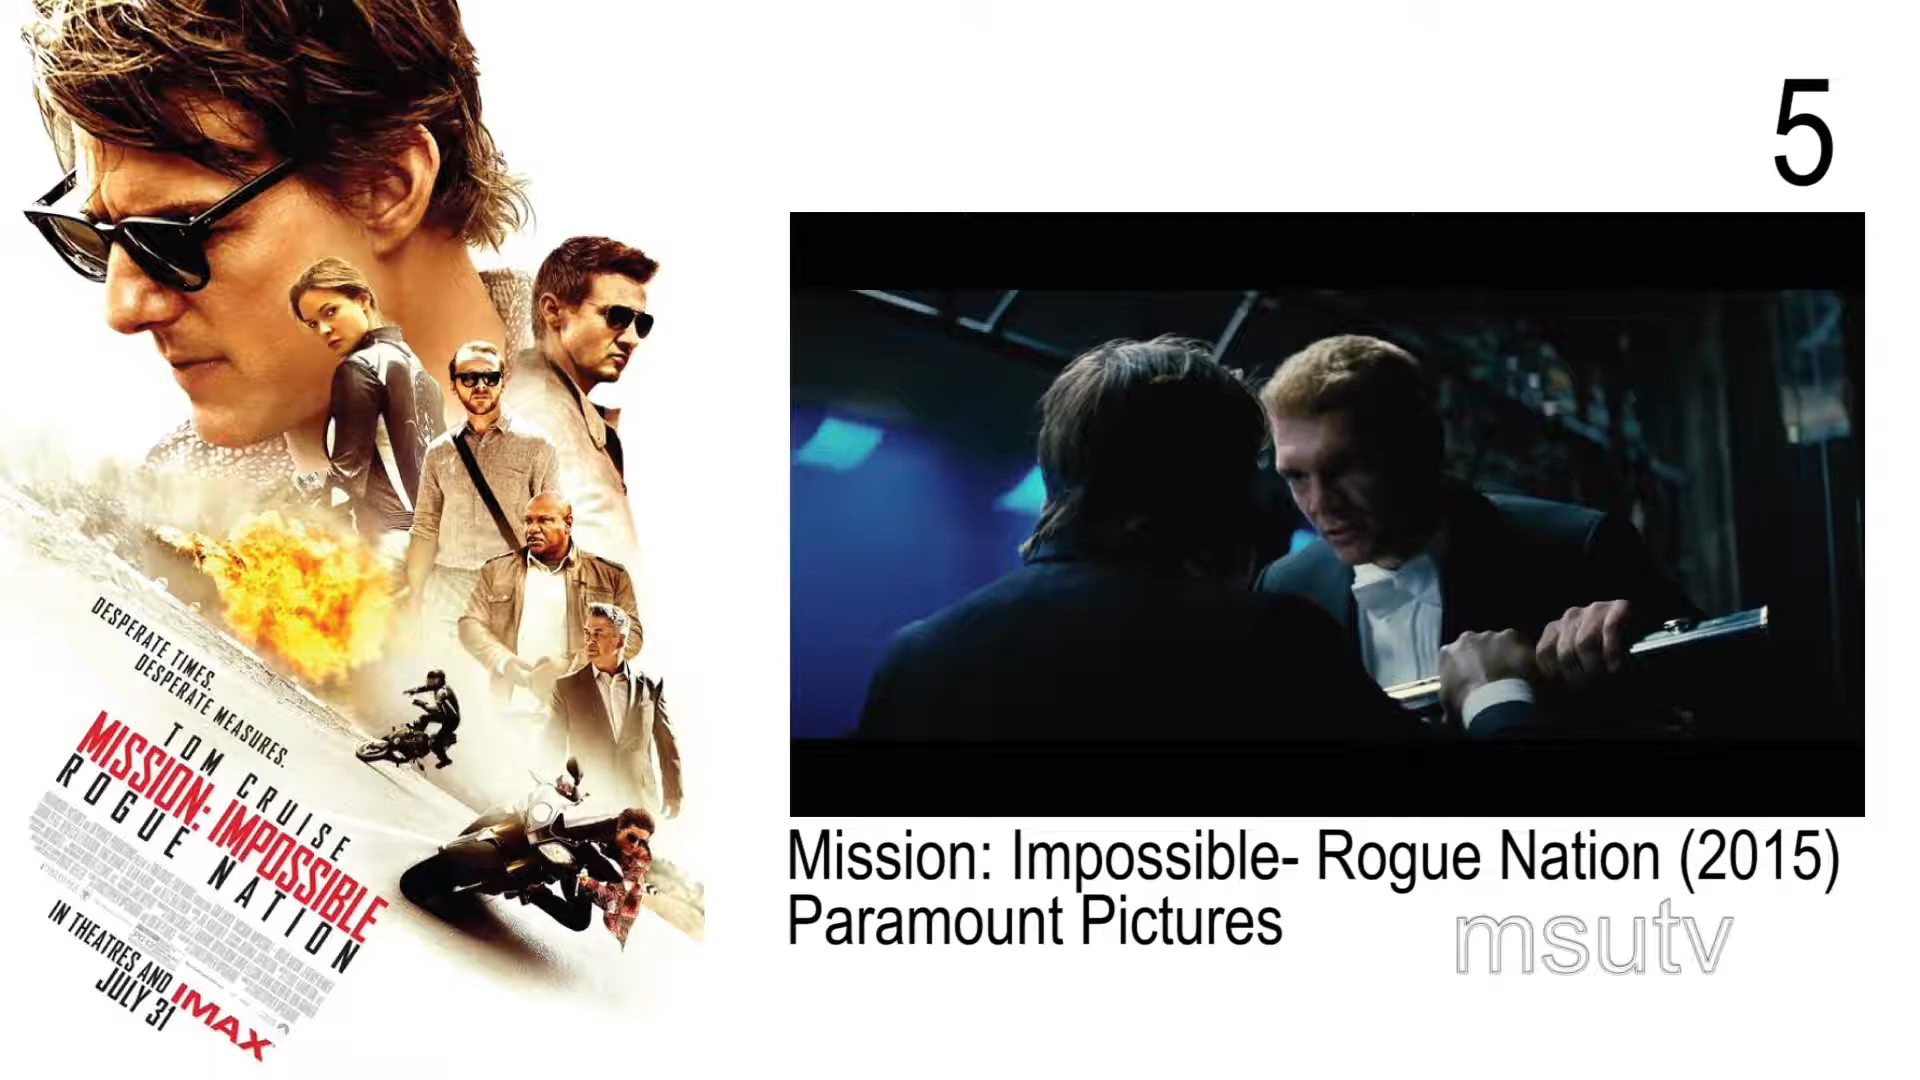 5
DESPERATE TIMES.
DESPERATE MEASURES.
TOM CRUISE
MISSION: IMPOSSIBLE
ROGUE NATION
IN THEATRES AND IMAX
JULY 31
Mission: Impossible- Rogue Nation (2015)
Paramount Pictures
msutv